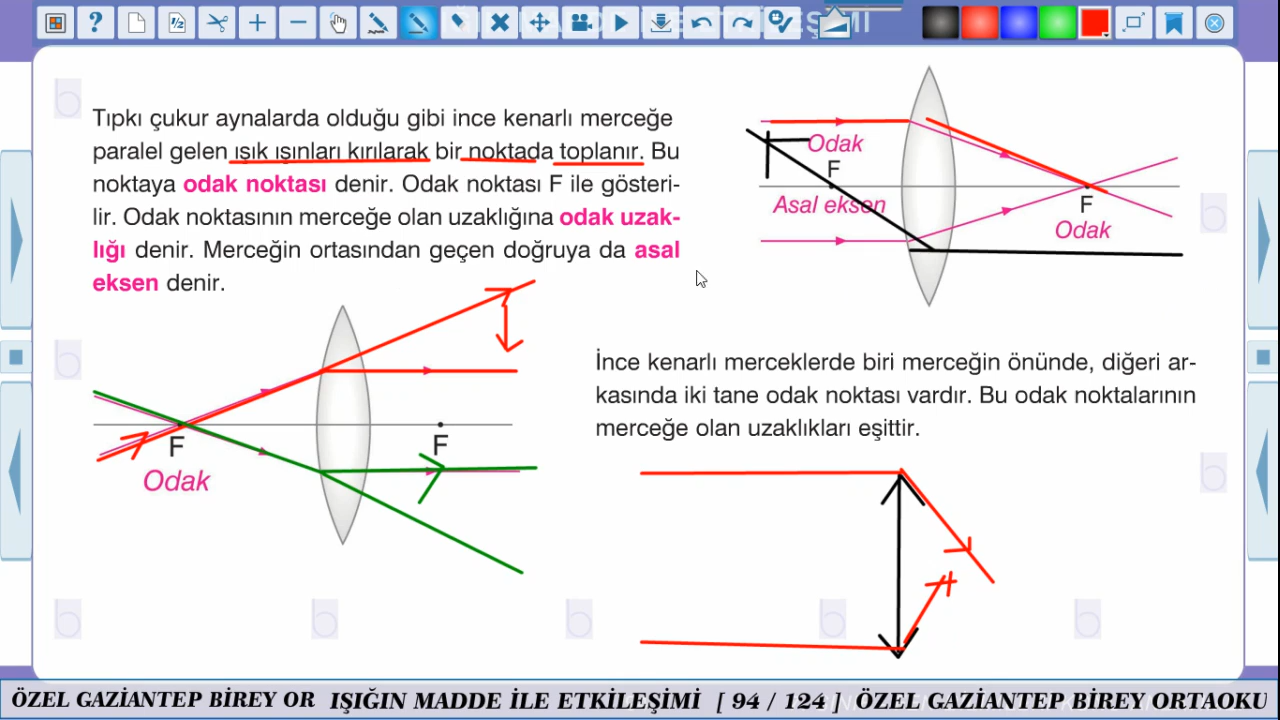 Tıpkı çukur aynalarda olduğu gibi ince kenarlı merceğe
paralel gelen ışık ışınları kırılarak bir noktada toplanır. Bu
noktaya odak noktası denir. Odak noktası F ile gösteri-
lir. Odak noktasının merceğe olan uzaklığına odak uzak-
lığı denir. Merceğin ortasından geçen doğruya da asal
eksen denir.
Odak
F
Asal eksen
F
Odak
F
Odak
F
İnce kenarlı merceklerde biri merceğin önünde, diğeri ar-
kasında iki tane odak noktası vardır. Bu odak noktalarının
merceğe olan uzaklıkları eşittir.
ÖZEL GAZİANTEP BİREY OR IŞIĞIN MADDE İLE ETKİLEŞİMİ [ 94 / 124 ] ÖZEL GAZİANTEP BİREY ORTAOKU